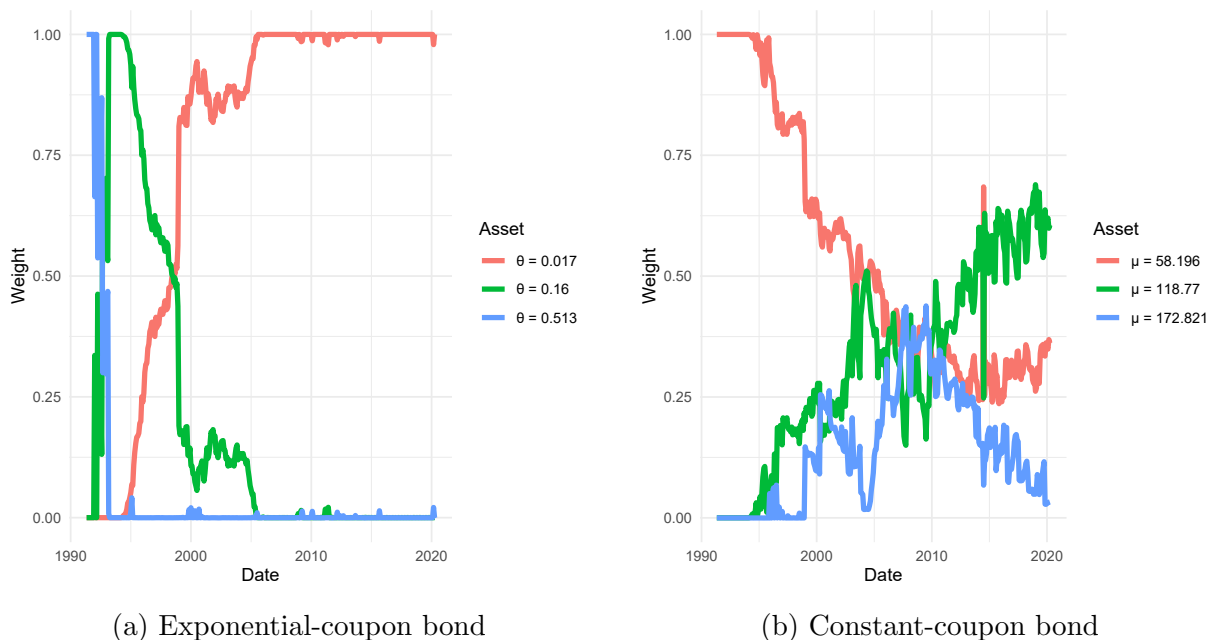 1.00
0.75
0.50
0.25
0.00
Weight
1990 2000 2010 2020
Date
Asset
θ = 0.017
θ = 0.16
θ = 0.513
(a) Exponential-coupon bond
1.00
0.75
0.50
0.25
0.00
Weight
1990 2000 2010 2020
Date
Asset
μ = 58.196
μ = 118.77
μ = 172.821
(b) Constant-coupon bond